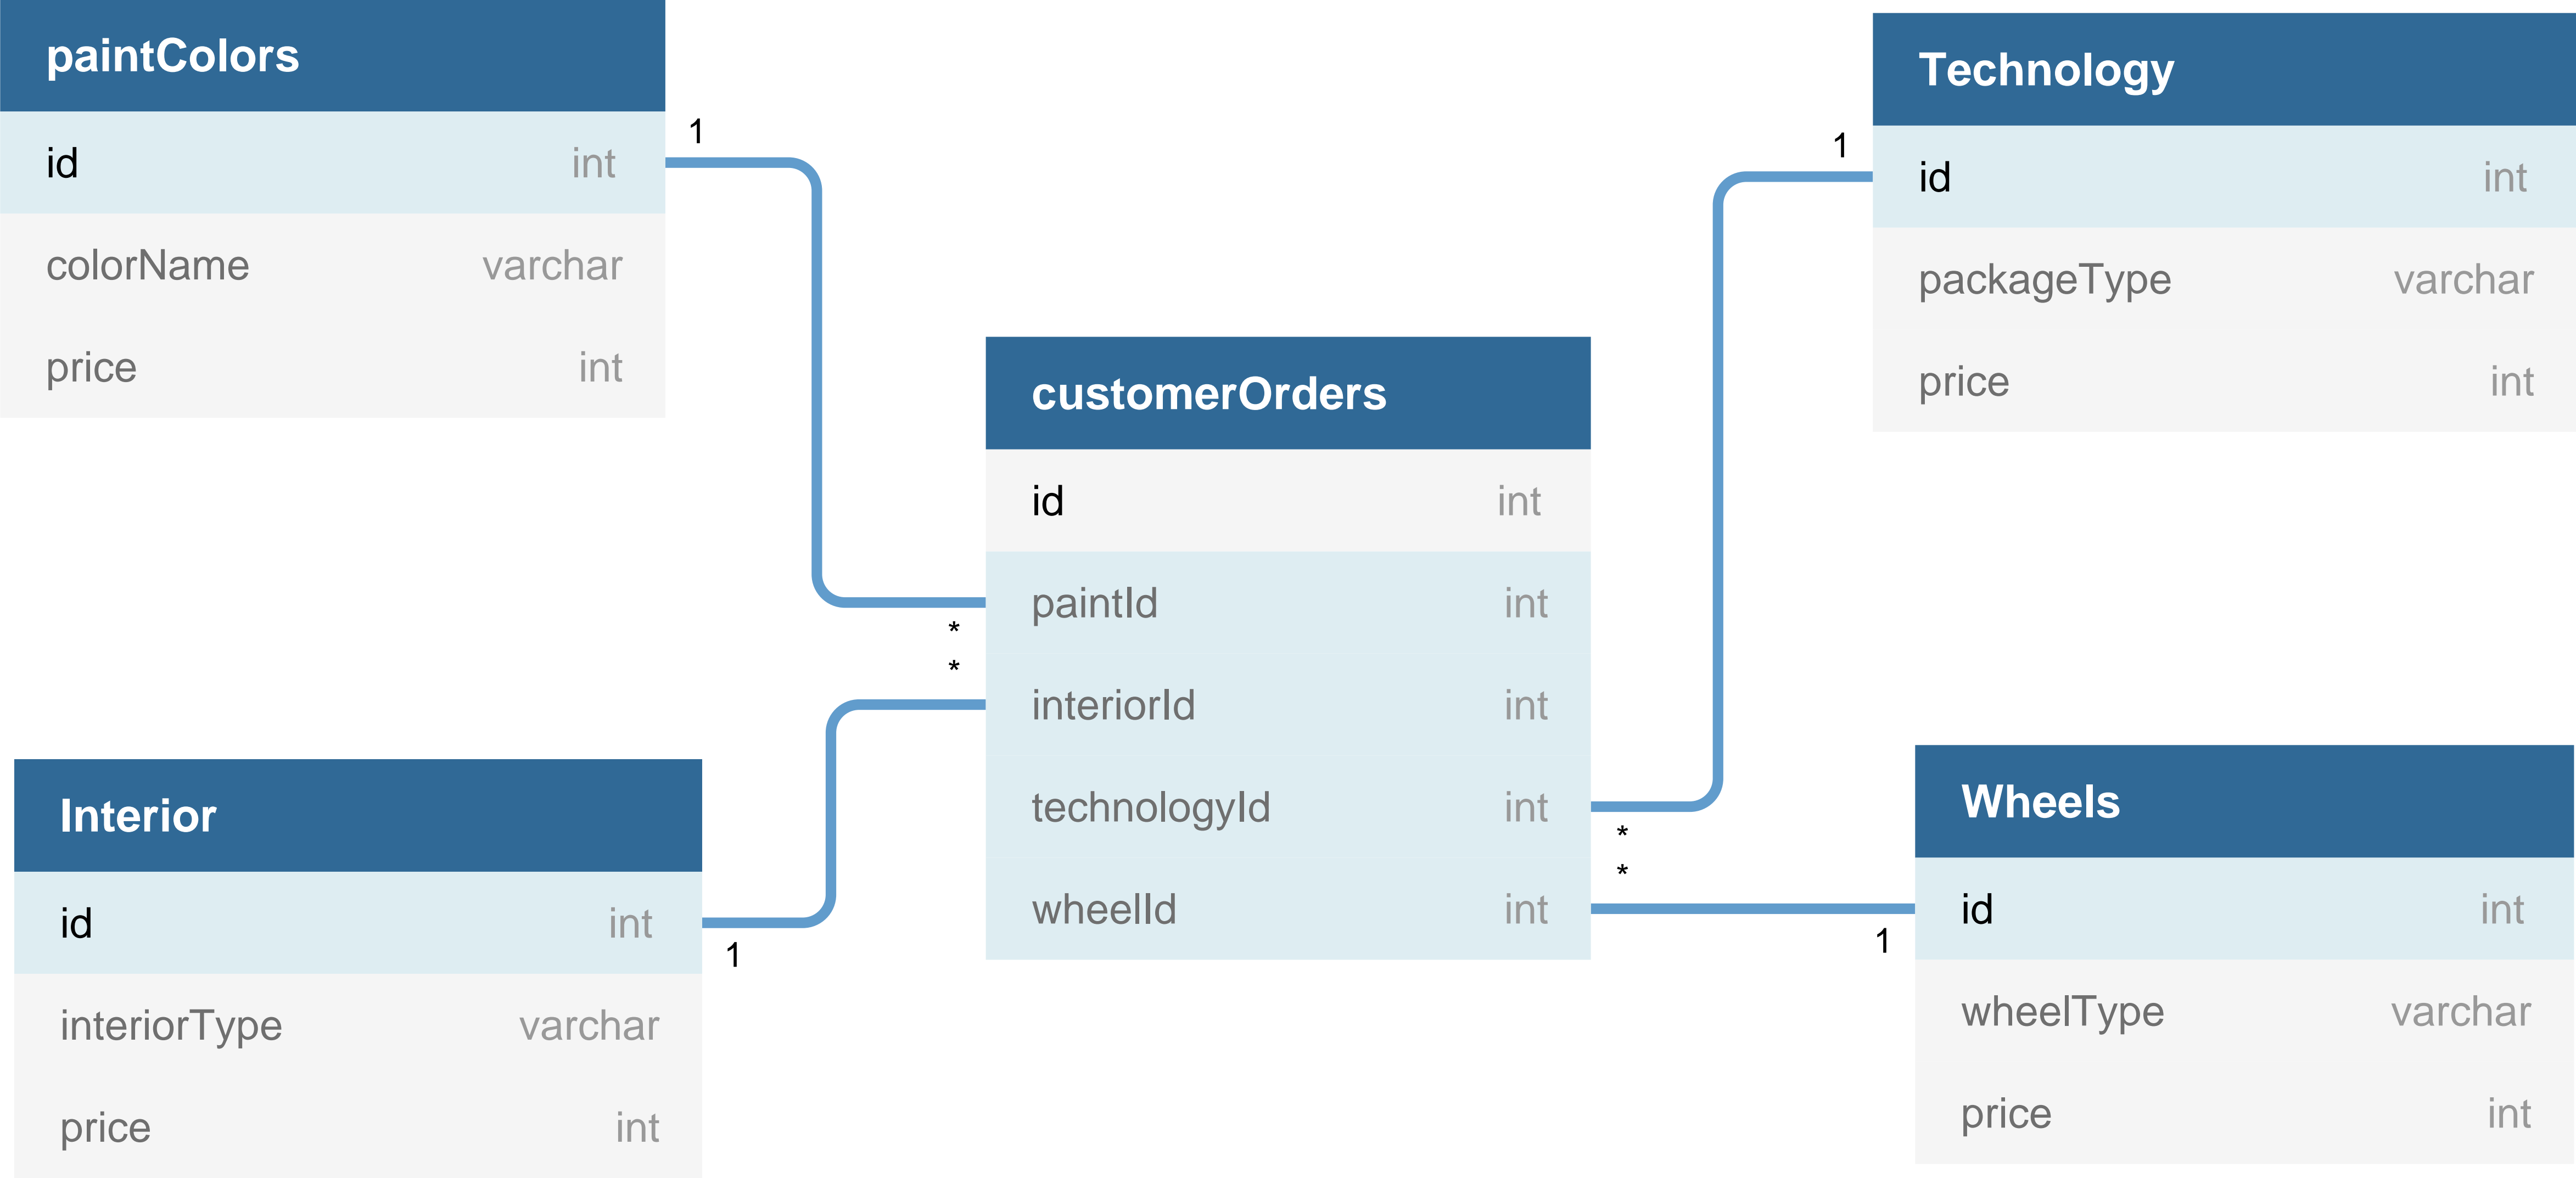 paintColors
id int
colorName varchar
price int
1
*
customerOrders
id int
paintId int
interiorId int
technologyId int
wheelId int
*
1
Interior
id int
interiorType varchar
price int
Technology
id int
packageType varchar
price int
1
*
*
1
Wheels
id int
wheelType varchar
price int